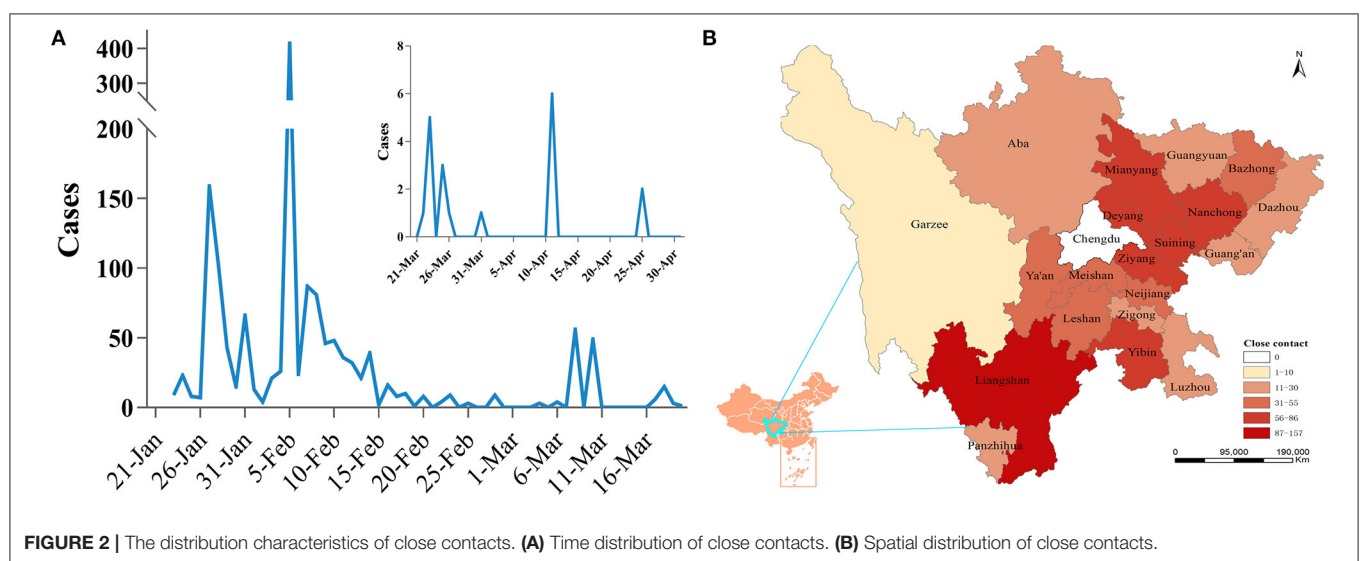 A
Cases
400
300
200
150
100
50
0
21-Jan
26-Jan
31-Jan
5-Feb
10-Feb
15-Feb
20-Feb
25-Feb
1-Mar
6-Mar
11-Mar
16-Mar
Cases
8
6
4
2
0
21-Mar
26-Mar
31-Mar
5-Apr
10-Apr
15-Apr
20-Apr
25-Apr
30-Apr
B
N
Aba
Guangyuan
Mianyang
Bazhong
Garzee
Deyang
Nanchong
Dazhou
Chengdu
Suining
Guang'an
Ziyang
Ya'an
Meishan
Neijiang
Zigong
Leshan
Yibin
Liangshan
Luzhou
Panzhihua
Close contact
0
1-10
11-30
31-55
56-86
87-157
0 95,000 190,000
Km
FIGURE 2 | The distribution characteristics of close contacts. (A) Time distribution of close contacts. (B) Spatial distribution of close contacts.